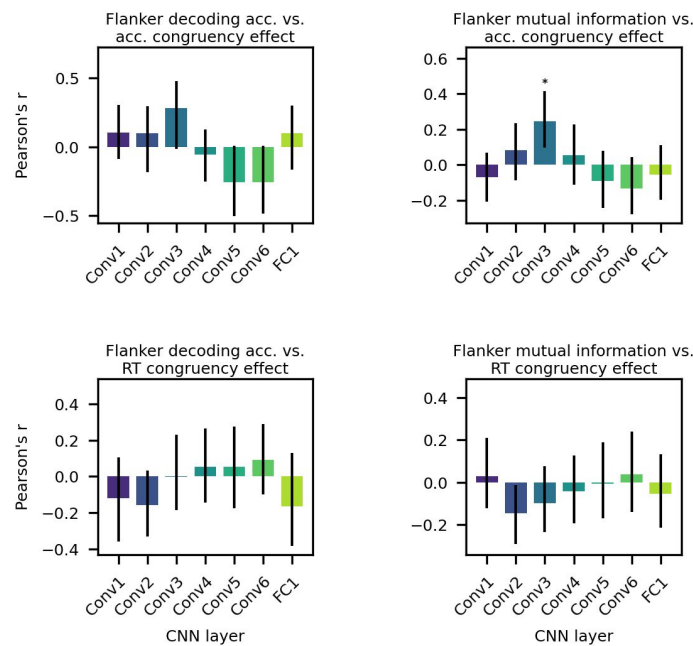 Flanker decoding acc. vs.
acc. congruency effect
Pearson's r
0.5
0.0
−0.5
Conv1
Conv2
Conv3
Conv4
Conv5
Conv6
FC1
Flanker mutual information vs.
acc. congruency effect
0.6
0.4
0.2
0.0
−0.2
*
Conv1
Conv2
Conv3
Conv4
Conv5
Conv6
FC1
Flanker decoding acc. vs.
RT congruency effect
Pearson's r
0.4
0.2
0.0
−0.2
−0.4
Conv1
Conv2
Conv3
Conv4
Conv5
Conv6
FC1
CNN layer
Flanker mutual information vs.
RT congruency effect
0.4
0.2
0.0
−0.2
Conv1
Conv2
Conv3
Conv4
Conv5
Conv6
FC1
CNN layer